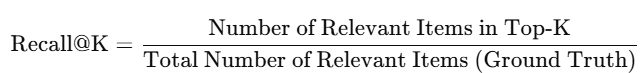 Recall@K = Number of Relevant Items in Top-K
Total Number of Relevant Items (Ground Truth)